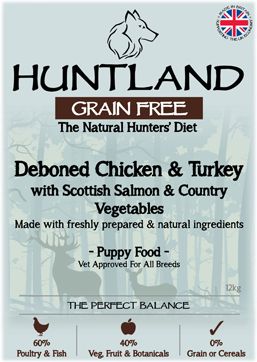 HUNTLAND
GRAIN FREE
The Natural Hunters' Diet
Deboned Chicken & Turkey
with Scottish Salmon & Country
Vegetables
Made with freshly prepared & natural ingredients
- Puppy Food -
Vet Approved For All Breeds
12kg
THE PERFECT BALANCE
60%
Poultry & Fish
40%
Veg, Fruit & Botanicals
0%
Grain or Cereals